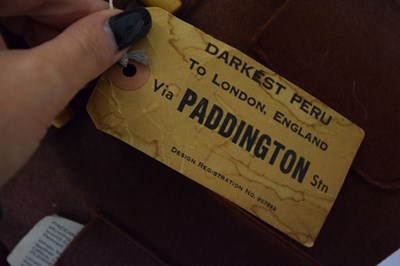 DARKEST PERU
TO LONDON, ENGLAND
Via PADDINGTON Stn
DESIGN REGISTRATION NO.